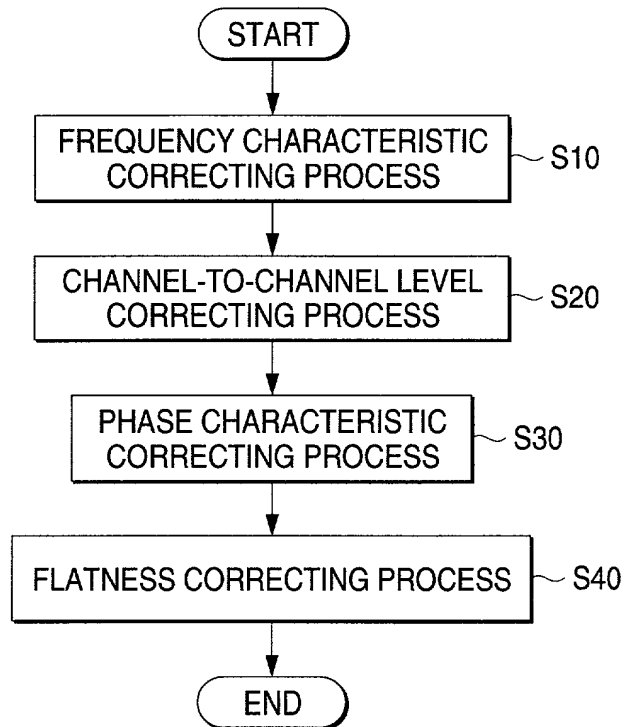 START
FREQUENCY CHARACTERISTIC
CORRECTING PROCESS
S10
CHANNEL-TO-CHANNEL LEVEL
CORRECTING PROCESS
S20
PHASE CHARACTERISTIC
CORRECTING PROCESS
S30
FLATNESS CORRECTING PROCESS
S40
END